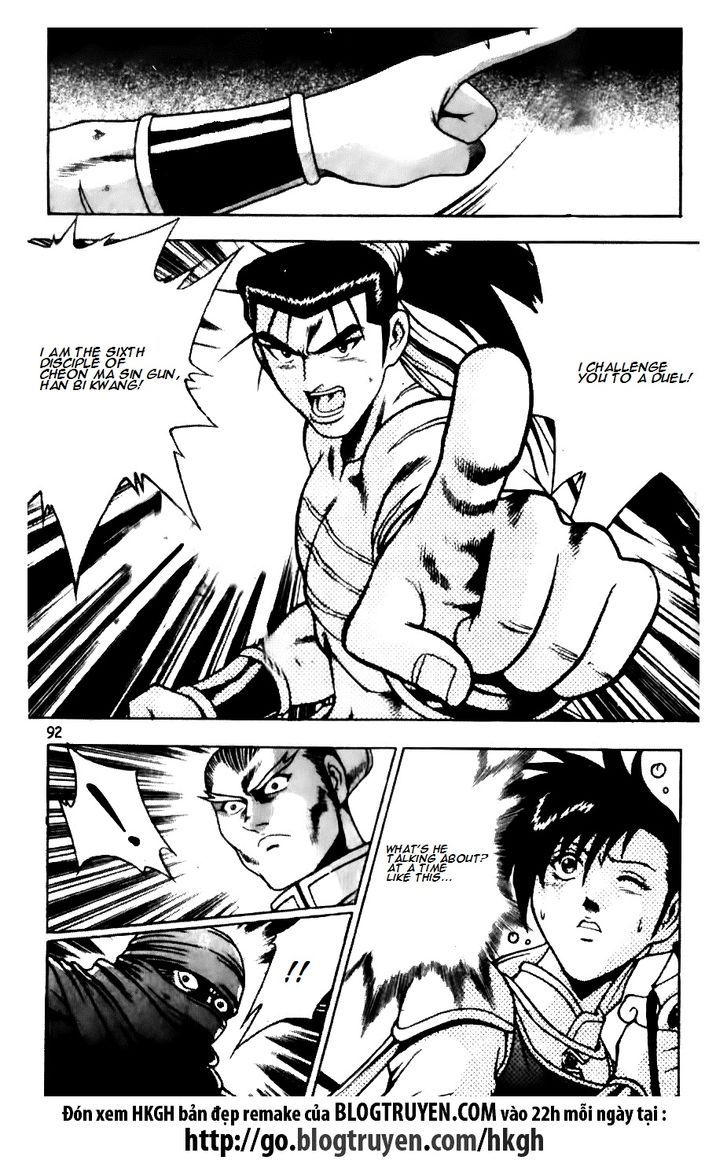 I AM THE SIXTH
DISCIPLE OF
CHEON MA SIN GUN,
HAN BI KWANG!
I CHALLENGE
YOU TO A DUEL!
92
!
WHAT'S HE
TALKING ABOUT?
AT A TIME
LIKE THIS...
!!
Đón xem HKGH bản đẹp remake của BLOGTRUYEN.COM vào 22h mỗi ngày tại :
http://go.blogtruyen.com/hkgh